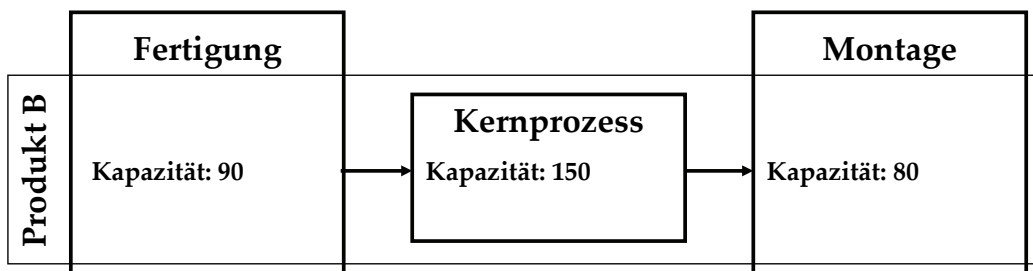 Fertigung
Montage
Produkt B
Kernprozess
Kapazität: 90
Kapazität: 150
Kapazität: 80